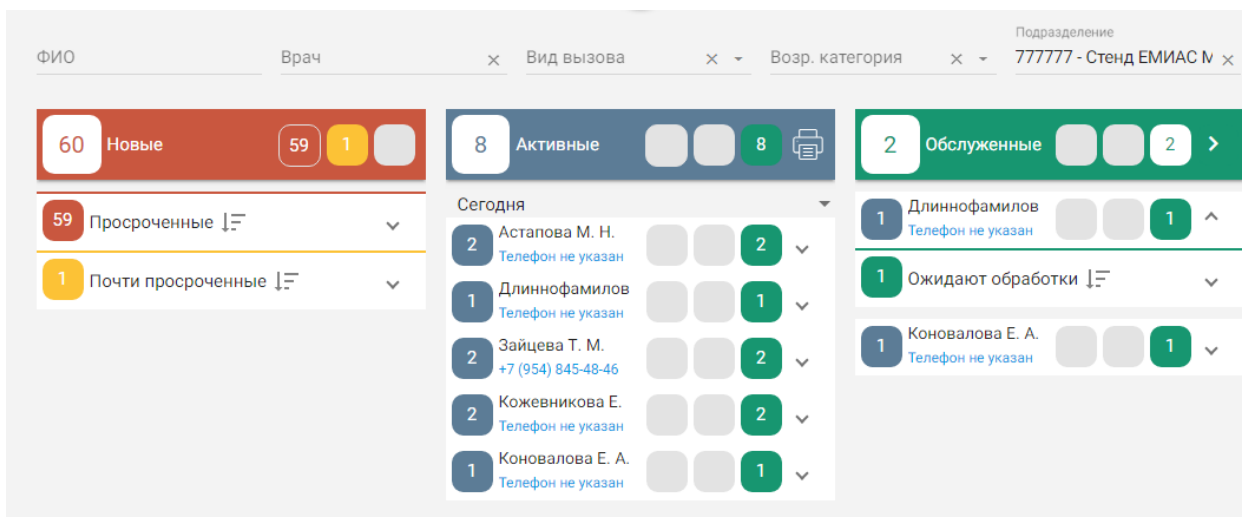 Подразделение
ФИО
Врач
Вид вызова
Возр. категория
777777 - Стенд ЕМИАС М
60 Новые 59 1
59 Просроченные
1 Почти просроченные
8 Активные 8
Сегодня
2 Астапова М. Н. 2
Телефон не указан
1 Длиннофамилов 1
Телефон не указан
2 Зайцева Т. М. 2
+7 (954) 845-48-46
2 Кожевникова Е. 2
Телефон не указан
1 Коновалова Е. А. 1
Телефон не указан
2 Обслуженные 2
1 Длиннофамилов 1
Телефон не указан
1 Ожидают обработки
1 Коновалова Е. А. 1
Телефон не указан